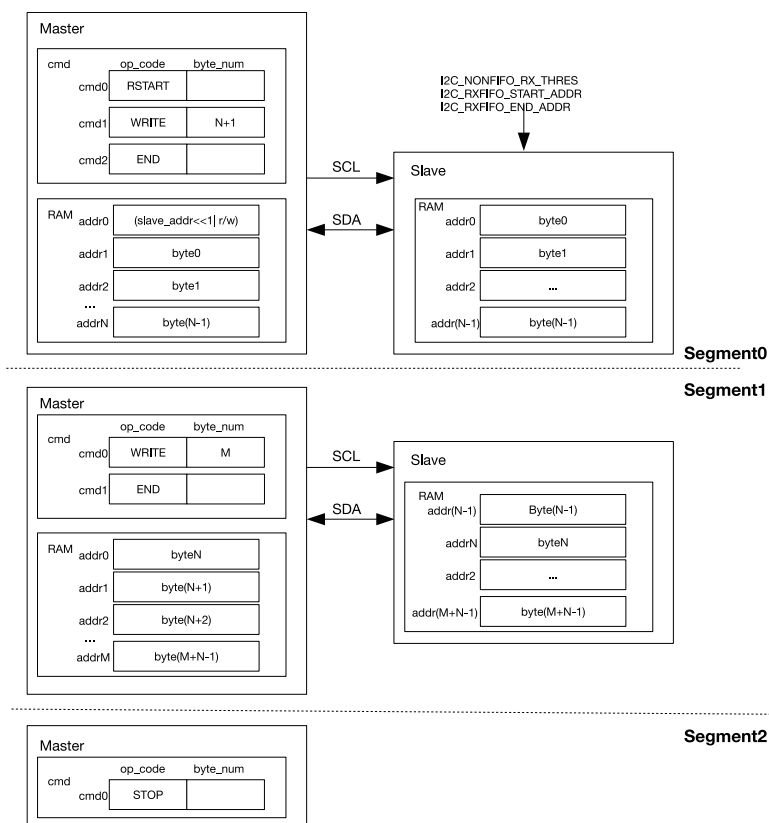 Master
op_code byte_num
cmd
cmd0 RSTART
cmd1 WRITE N+1
cmd2 END
RAM
addr0 (slave_addr<<1| r/w)
addr1 byte0
addr2 byte1
...
addrN byte(N-1)
SCL
SDA
I2C_NONFIFO_RX_THRES
I2C_RXFIFO_START_ADDR
I2C_RXFIFO_END_ADDR
Slave
RAM
addr0 byte0
addr1 byte1
addr2 ...
addr(N-1) byte(N-1)
Segment0
Segment1
Master
op_code byte_num
cmd
cmd0 WRITE M
cmd1 END
RAM
addr0 byteN
addr1 byte(N+1)
addr2 byte(N+2)
...
addrM byte(M+N-1)
SCL
SDA
Slave
RAM
addr(N-1) Byte(N-1)
addrN byteN
addr2 ...
addr(M+N-1) byte(M+N-1)
Segment2
Master
op_code byte_num
cmd
cmd0 STOP